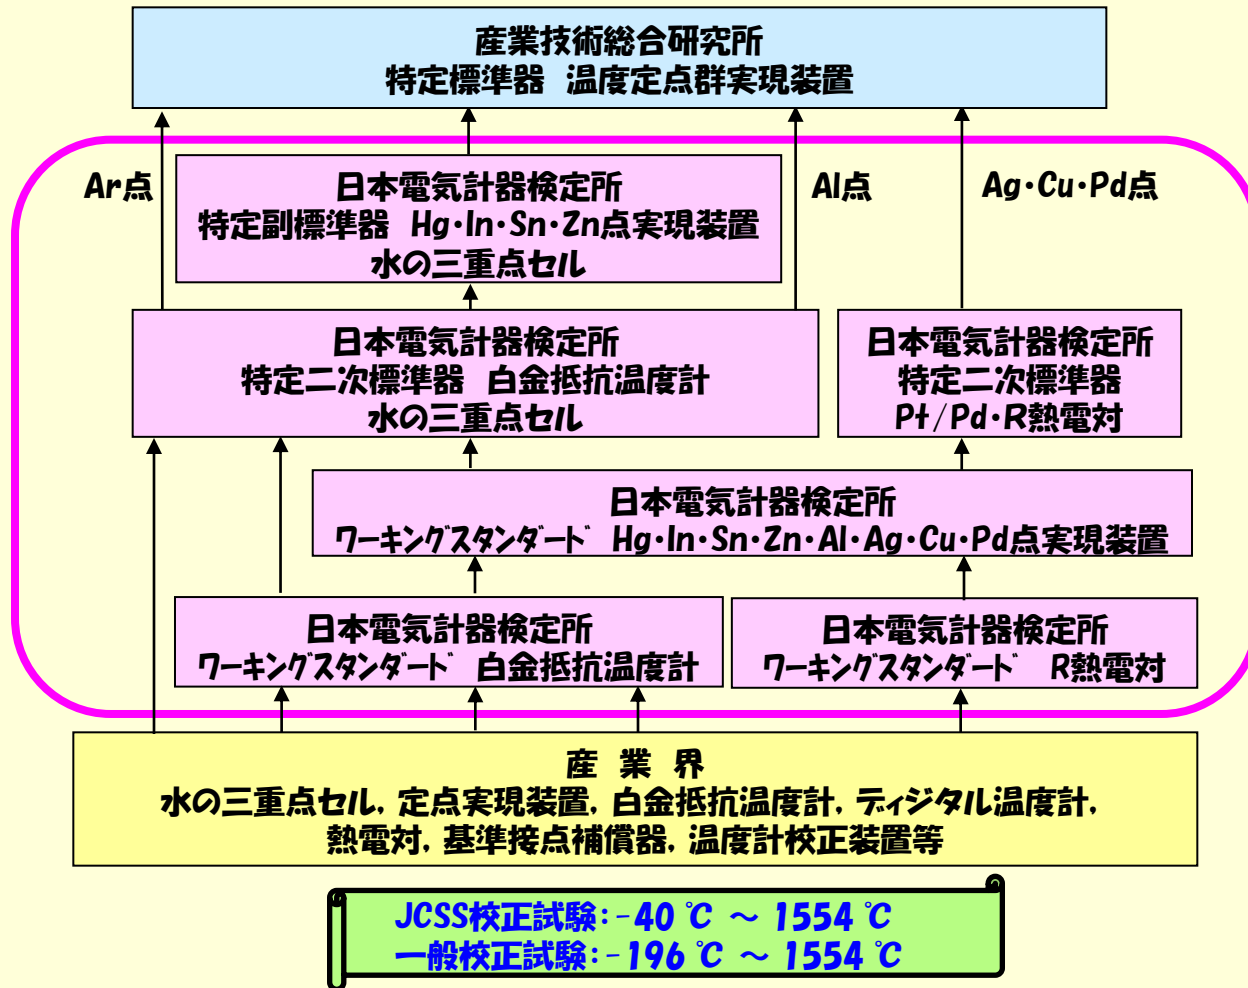 産業技術総合研究所
特定標準器 温度定点群実現装置
Ar点
日本電気計器検定所
特定副標準器 Hg・In・Sn・Zn点実現装置
水の三重点セル
Al点
Ag・Cu・Pd点
日本電気計器検定所
特定二次標準器 白金抵抗温度計
水の三重点セル
日本電気計器検定所
特定二次標準器
Pt/Pd・R熱電対
日本電気計器検定所
ワーキングスタンダード Hg・In・Sn・Zn・Al・Ag・Cu・Pd点実現装置
日本電気計器検定所
ワーキングスタンダード 白金抵抗温度計
日本電気計器検定所
ワーキングスタンダード R熱電対
産 業 界
水の三重点セル, 定点実現装置, 白金抵抗温度計, ディジタル温度計,
熱電対, 基準接点補償器, 温度計校正装置等
JCSS校正試験:-40 ℃ ~ 1554 ℃
一般校正試験:-196 ℃ ~ 1554 ℃